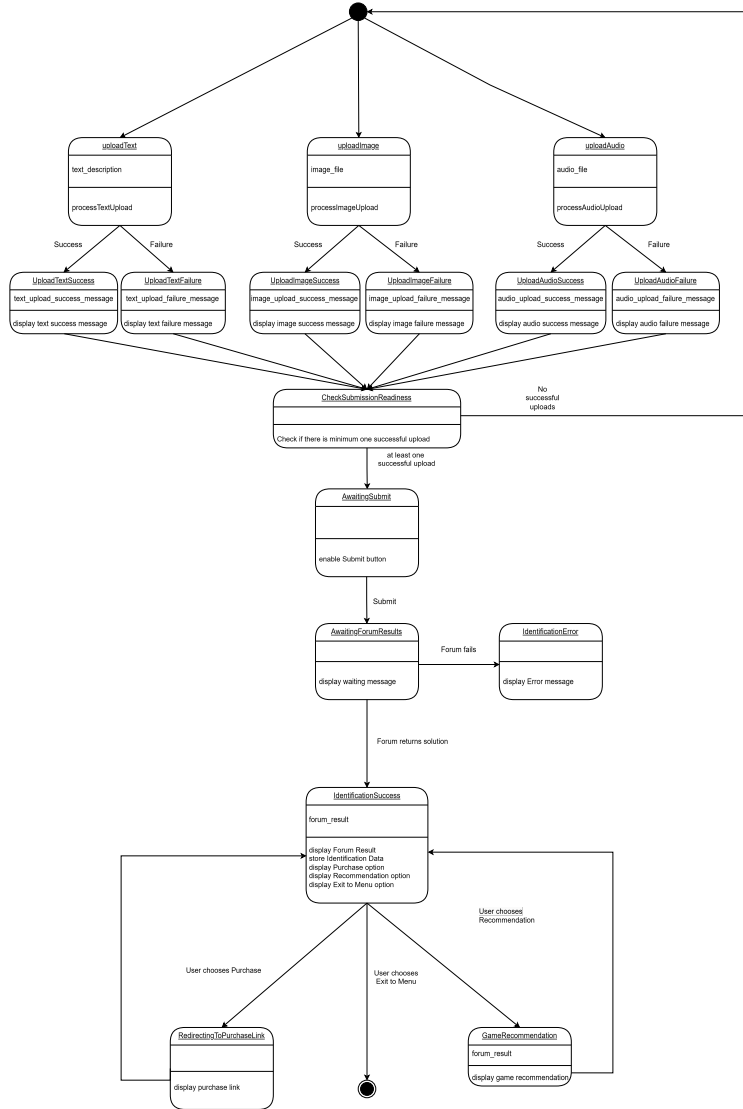 uploadText
text_description
processTextUpload
uploadImage
image_file
processImageUpload
uploadAudio
audio_file
processAudioUpload
Success
Failure
Success
Failure
Success
Failure
UploadTextSuccess
text_upload_success_message
display text success message
UploadTextFailure
text_upload_failure_message
display text failure message
UploadImageSuccess
image_upload_success_message
display image success message
UploadImageFailure
image_upload_failure_message
display image failure message
UploadAudioSuccess
audio_upload_success_message
display audio success message
UploadAudioFailure
audio_upload_failure_message
display audio failure message
CheckSubmissionReadiness
Check if there is minimum one successful upload
No
successful
uploads
at least one
successful upload
AwaitingSubmit
enable Submit button
Submit
AwaitingForumResults
display waiting message
Forum fails
IdentificationError
display Error message
Forum returns solution
IdentificationSuccess
forum_result
display Forum Result
store Identification Data
display Purchase option
display Recommendation option
display Exit to Menu option
User chooses Purchase
User chooses
Exit to Menu
User chooses
Recommendation
RedirectingToPurchaseLink
display purchase link
GameRecommendation
forum_result
display game recommendation